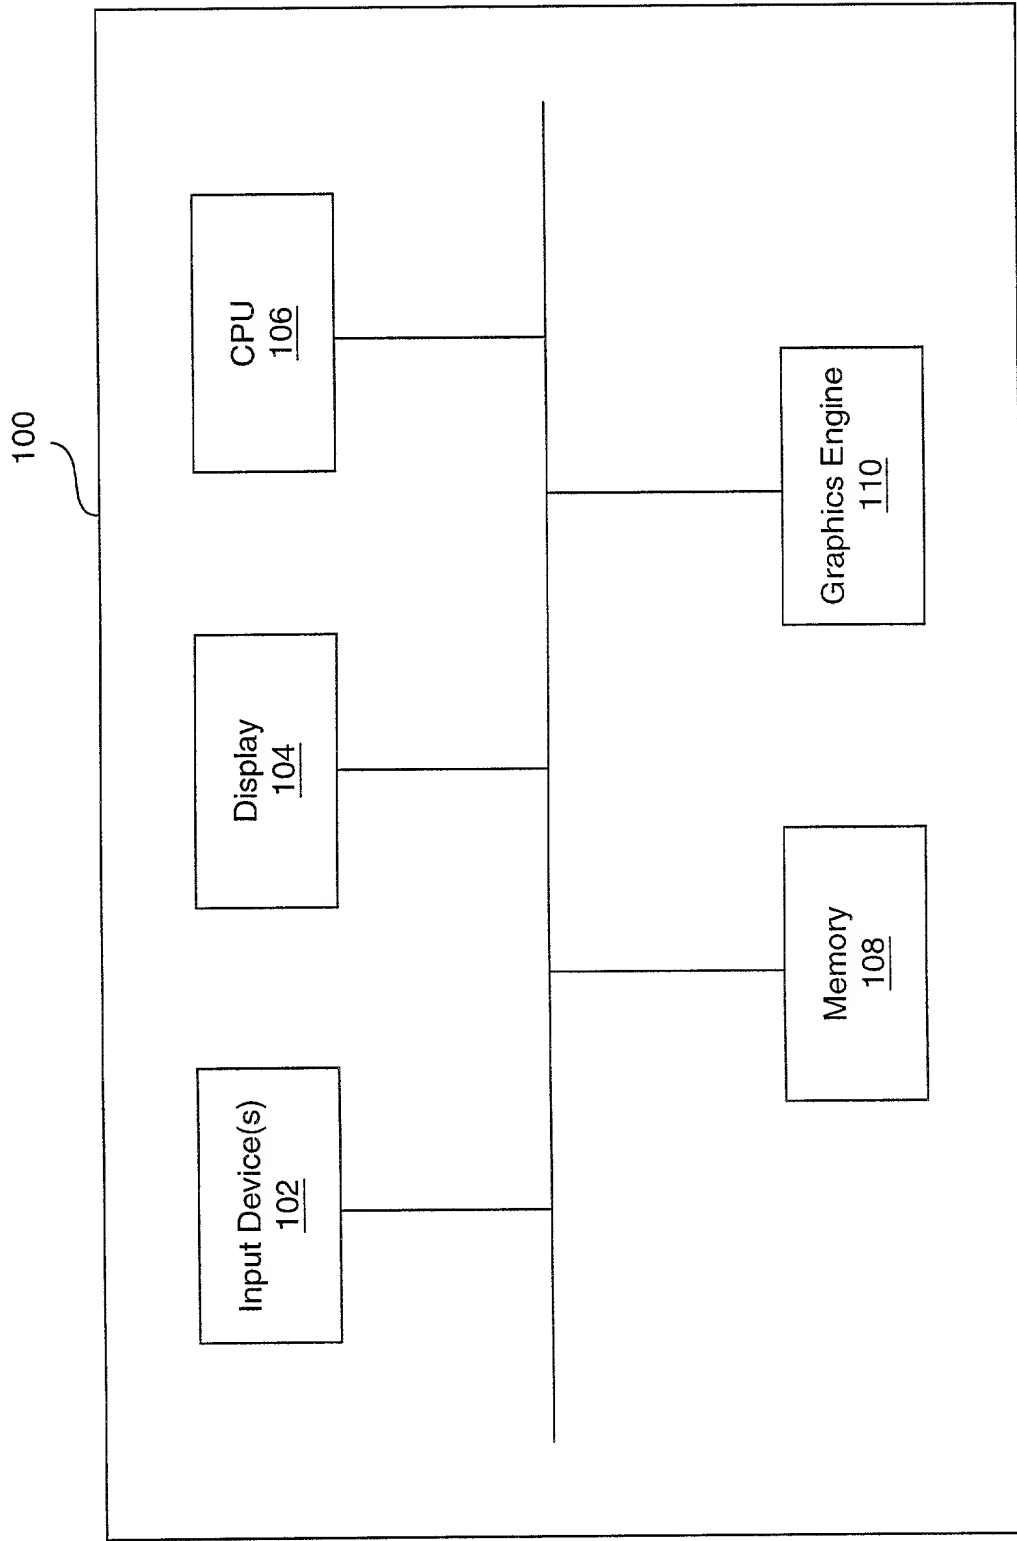 100
Input Device(s)
102
Display
104
CPU
106
Memory
108
Graphics Engine
110